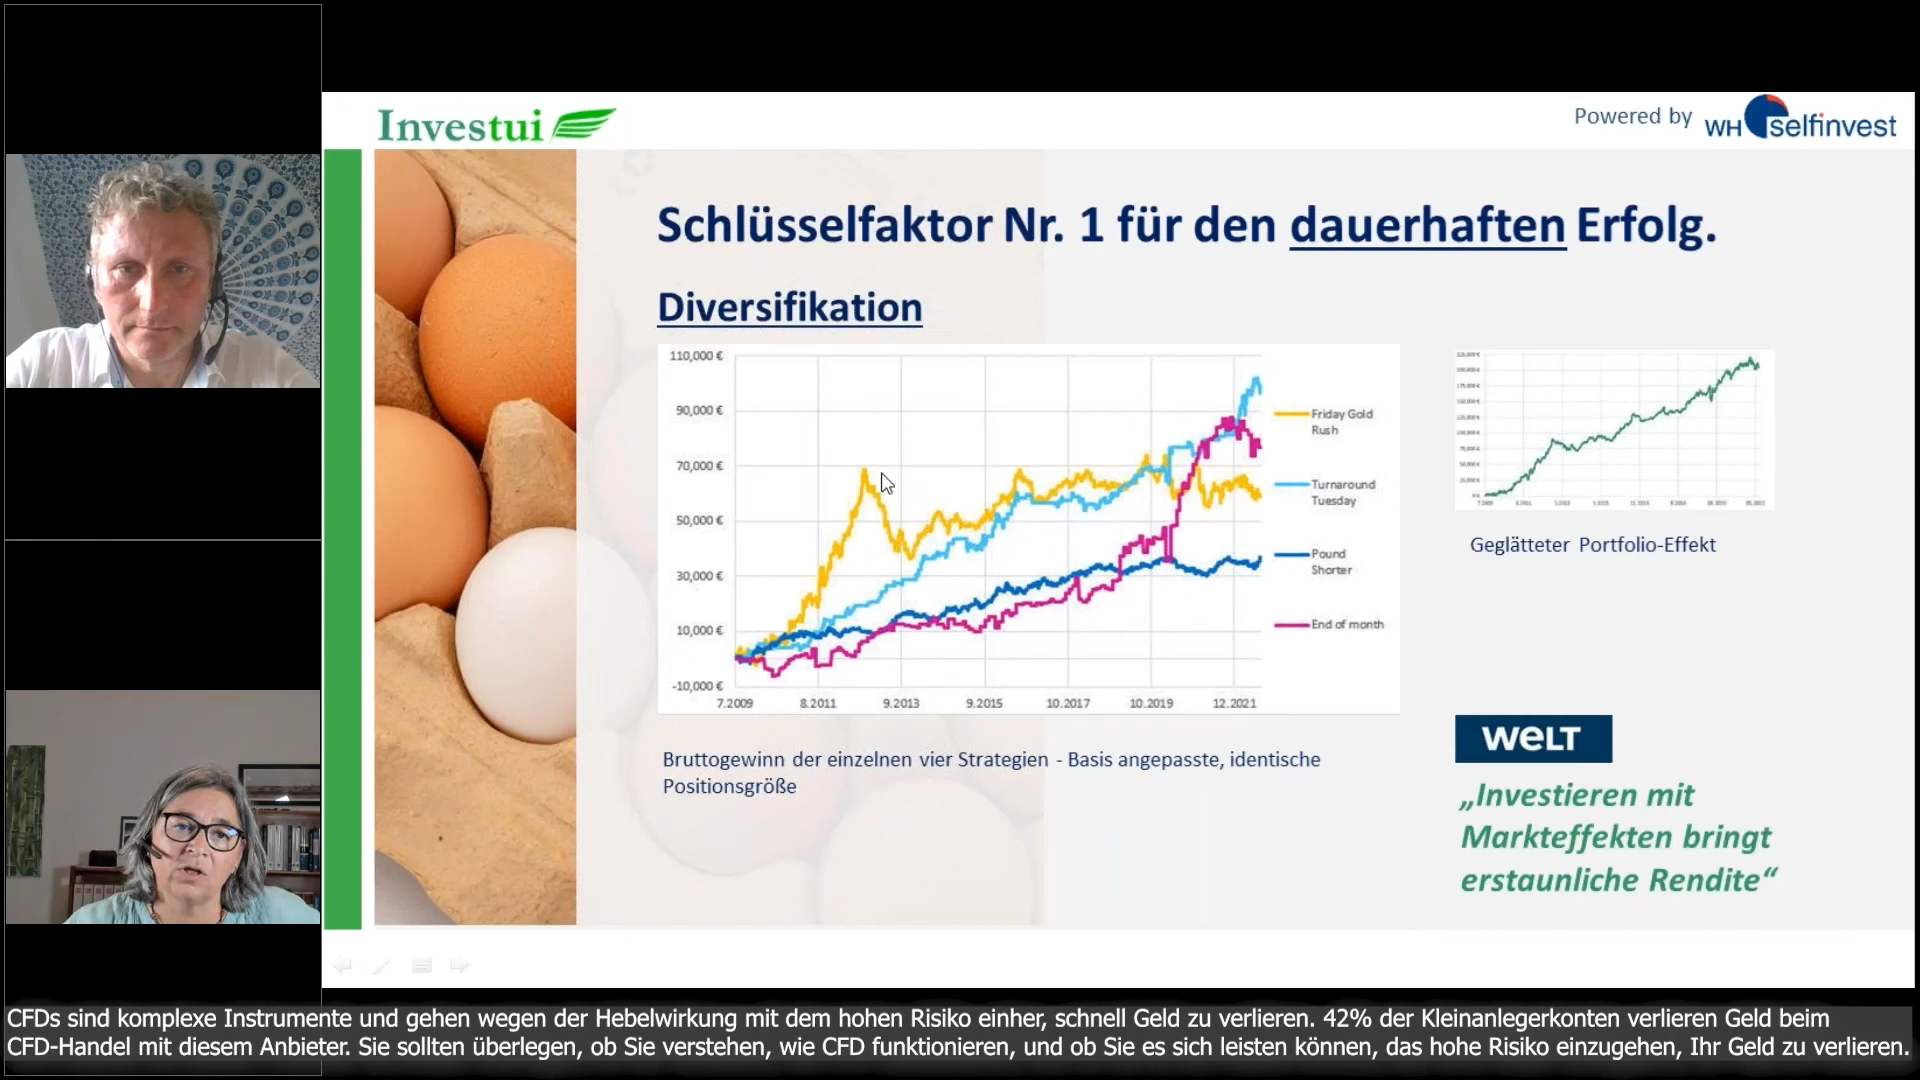 Investui
Powered by WH selfinvest
Schlüsselfaktor Nr. 1 für den dauerhaften Erfolg.
Diversifikation
110,000 €
90,000 €
70,000 €
50,000 €
30,000 €
10,000 €
-10,000 €
7.2009 8.2011 9.2013 9.2015 10.2017 10.2019 12.2021
Friday Gold
Rush
Turnaround
Tuesday
Pound
Shorter
End of month
Geglätteter Portfolio-Effekt
Bruttogewinn der einzelnen vier Strategien - Basis angepasste, identische
Positionsgröße
WELT
„Investieren mit
Markteffekten bringt
erstaunliche Rendite“
CFDs sind komplexe Instrumente und gehen wegen der Hebelwirkung mit dem hohen Risiko einher, schnell Geld zu verlieren. 42% der Kleinanlegerkonten verlieren Geld beim
CFD-Handel mit diesem Anbieter. Sie sollten überlegen, ob Sie verstehen, wie CFD funktionieren, und ob Sie es sich leisten können, das hohe Risiko einzugehen, Ihr Geld zu verlieren.